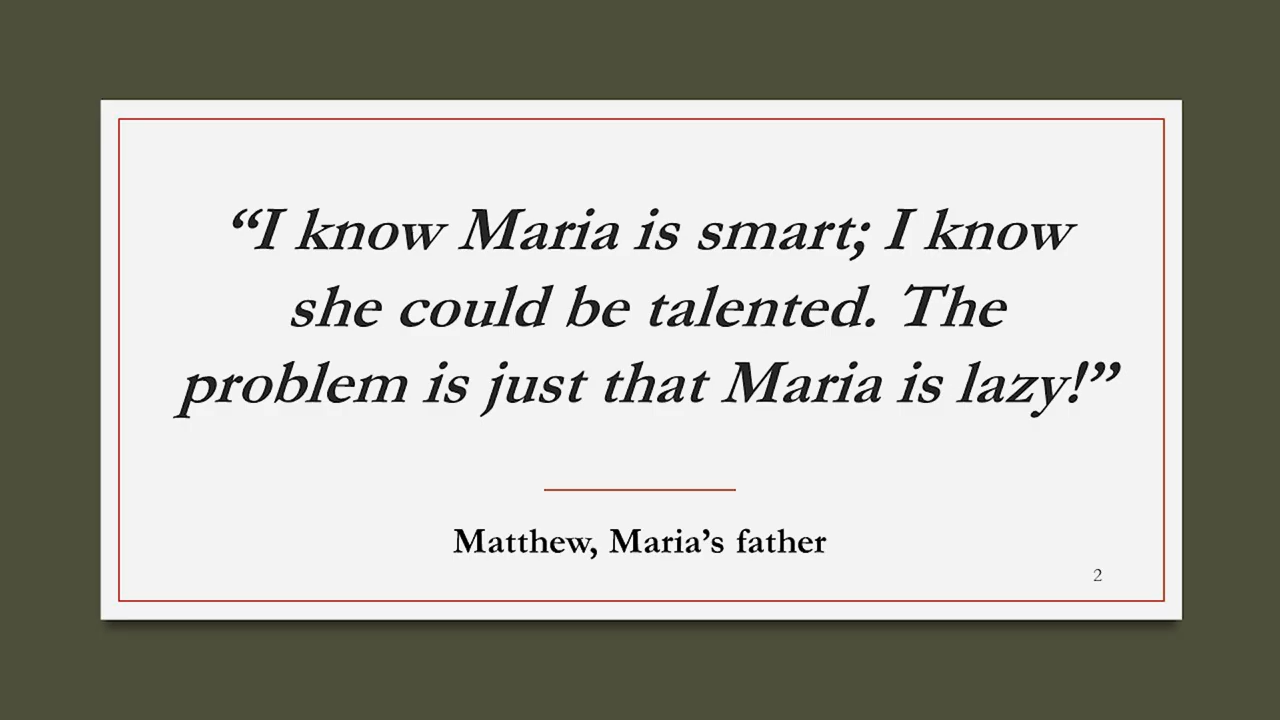 “I know Maria is smart; I know
she could be talented. The
problem is just that Maria is lazy!”
Matthew, Maria’s father
2